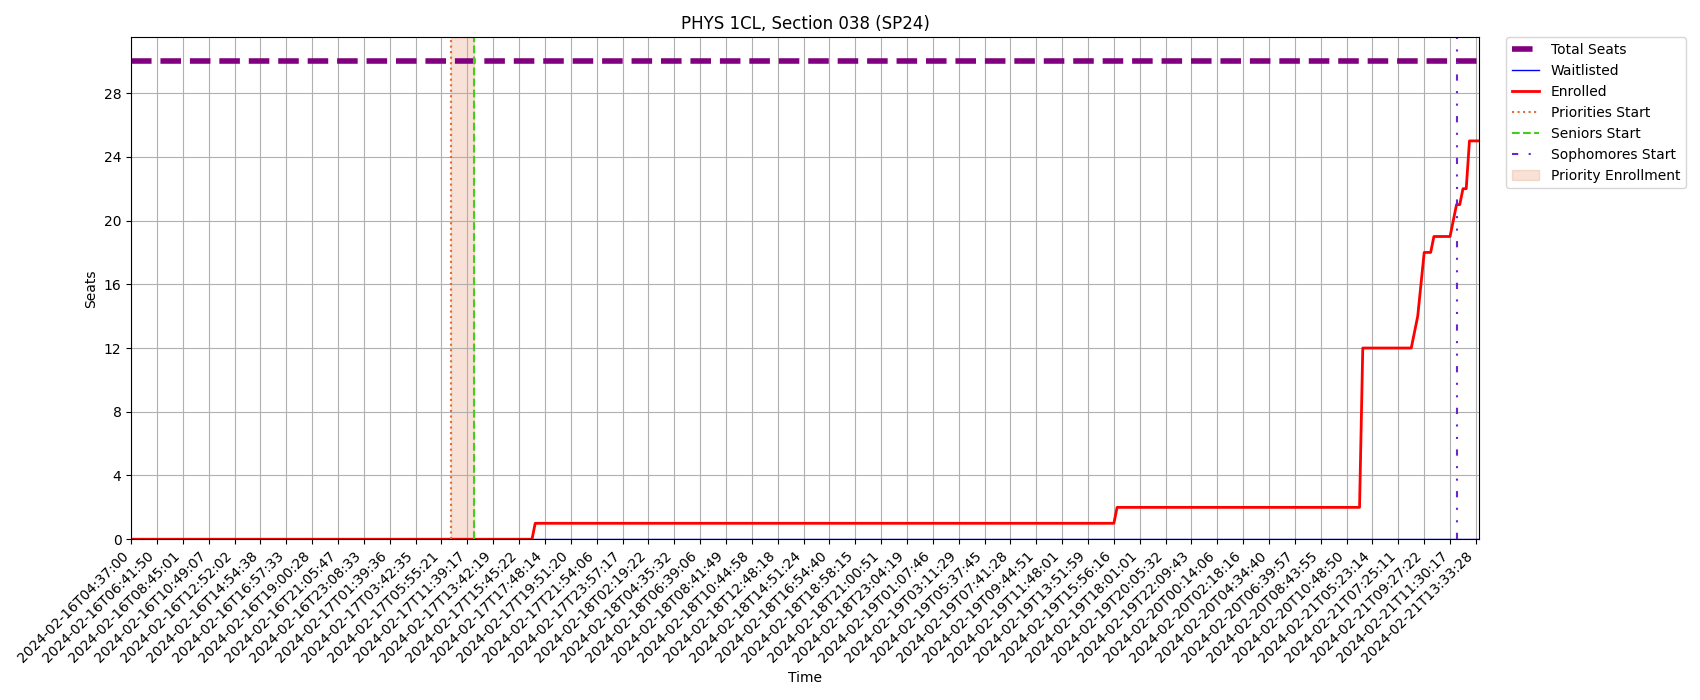 PHYS 1CL, Section 038 (SP24)
Total Seats
Waitlisted
Enrolled
Priorities Start
Seniors Start
Sophomores Start
Priority Enrollment
Seats
28
24
20
16
12
8
4
0
2024-02-16T04:37:00
2024-02-16T06:41:50
2024-02-16T08:45:01
2024-02-16T10:49:07
2024-02-16T12:52:02
2024-02-16T14:54:38
2024-02-16T16:57:33
2024-02-16T19:00:28
2024-02-16T21:05:47
2024-02-16T23:08:33
2024-02-17T01:39:36
2024-02-17T03:42:35
2024-02-17T05:55:21
2024-02-17T11:39:17
2024-02-17T13:42:19
2024-02-17T15:45:22
2024-02-17T17:48:14
2024-02-17T19:51:20
2024-02-17T21:54:06
2024-02-17T23:57:17
2024-02-18T02:19:22
2024-02-18T04:35:32
2024-02-18T06:39:06
2024-02-18T08:41:49
2024-02-18T10:44:58
2024-02-18T12:48:18
2024-02-18T14:51:24
2024-02-18T16:54:40
2024-02-18T18:58:15
2024-02-18T21:00:51
2024-02-18T23:04:19
2024-02-19T01:07:46
2024-02-19T03:11:29
2024-02-19T05:37:45
2024-02-19T07:41:28
2024-02-19T09:44:51
2024-02-19T11:48:01
2024-02-19T13:51:59
2024-02-19T15:56:16
2024-02-19T18:01:01
2024-02-19T20:05:32
2024-02-19T22:09:43
2024-02-20T00:14:06
2024-02-20T02:18:16
2024-02-20T04:34:40
2024-02-20T06:39:57
2024-02-20T08:43:55
2024-02-20T10:48:50
2024-02-21T05:23:14
2024-02-21T07:25:11
2024-02-21T09:27:22
2024-02-21T11:30:17
2024-02-21T13:33:28
Time